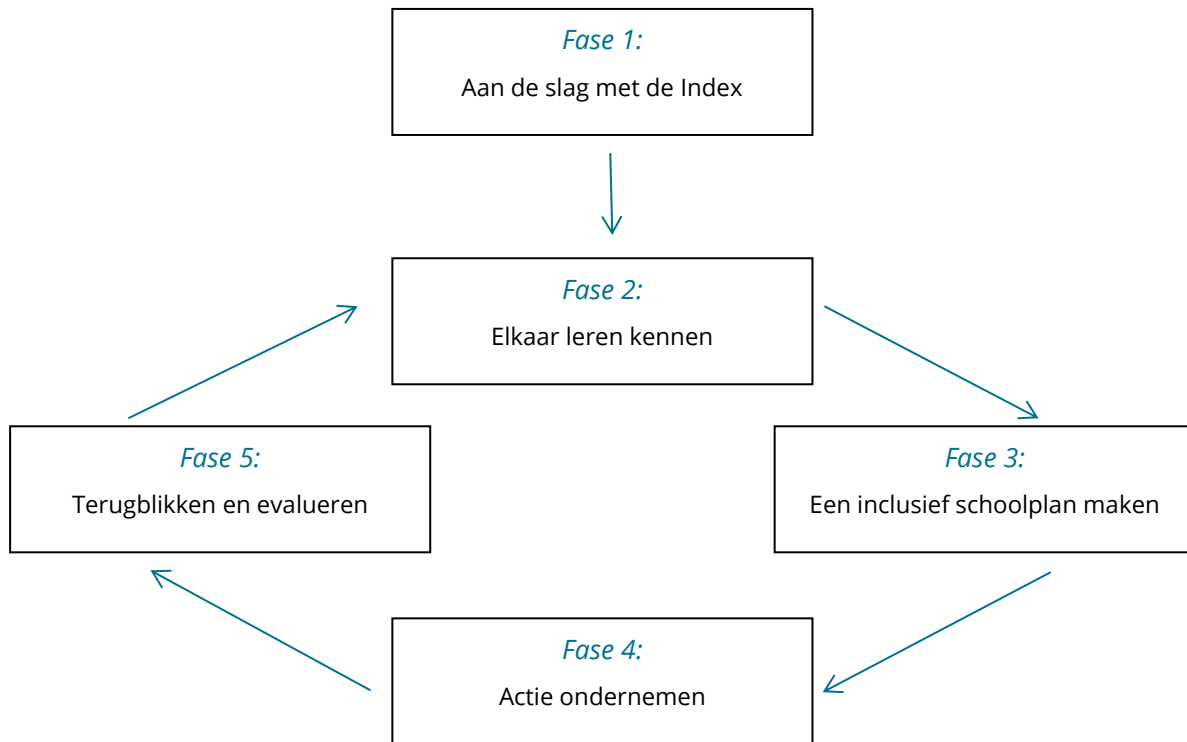 Fase 1:
Aan de slag met de Index
Fase 2:
Elkaar leren kennen
Fase 5:
Terugblikken en evalueren
Fase 3:
Een inclusief schoolplan maken
Fase 4:
Actie ondernemen